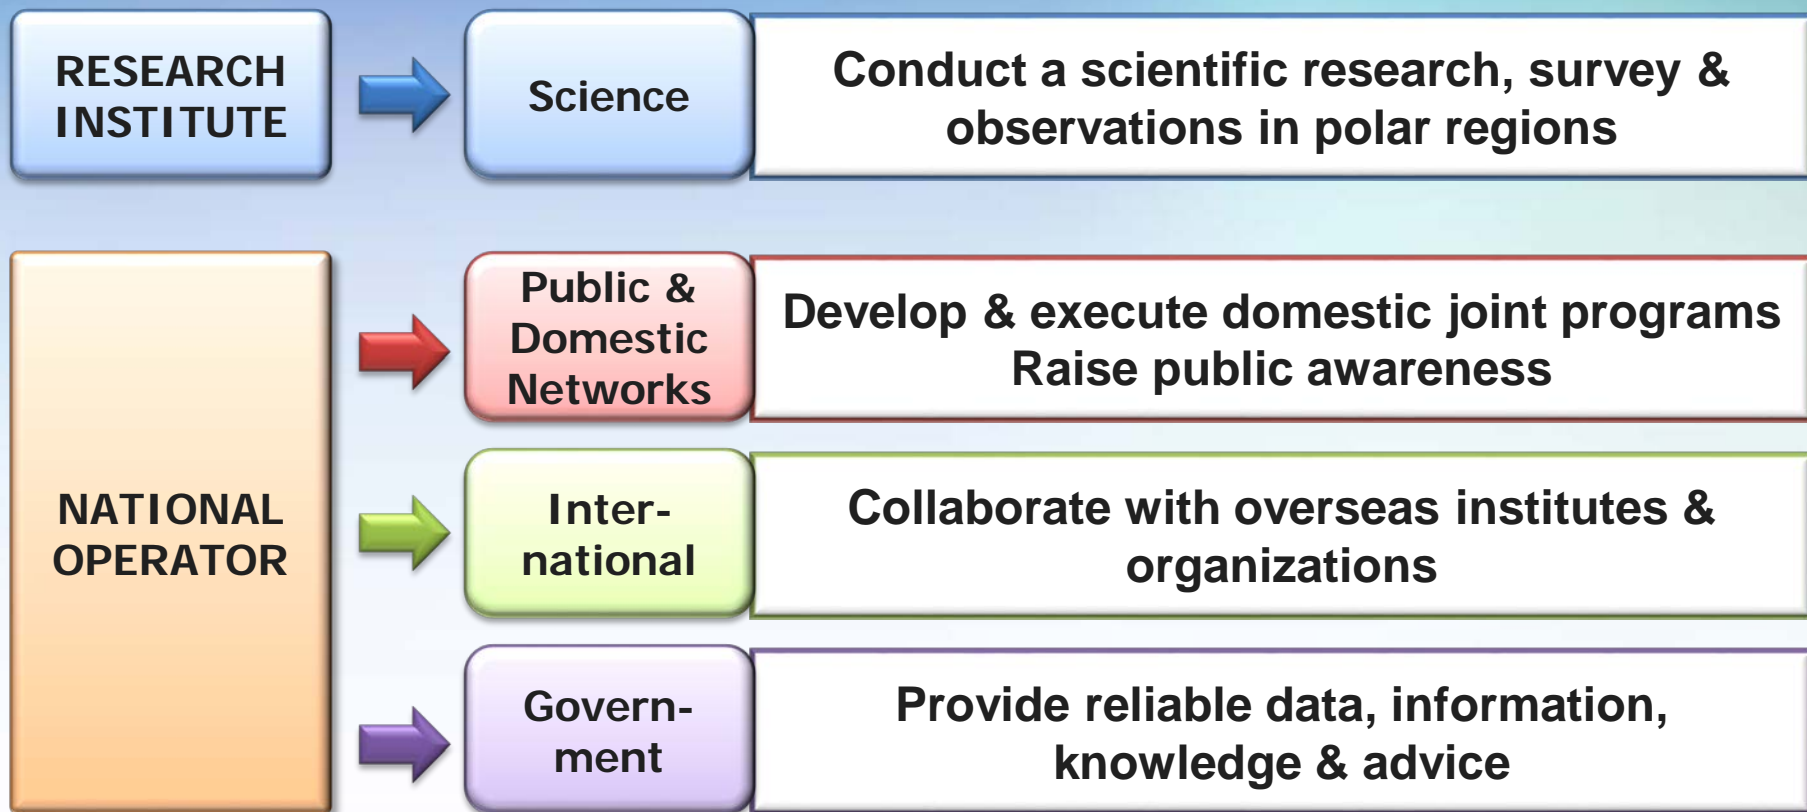 RESEARCH
INSTITUTE
Science
Conduct a scientific research, survey &
observations in polar regions
NATIONAL
OPERATOR
Public &
Domestic
Networks
Develop & execute domestic joint programs
Raise public awareness
Inter-
national
Collaborate with overseas institutes &
organizations
Govern-
ment
Provide reliable data, information,
knowledge & advice